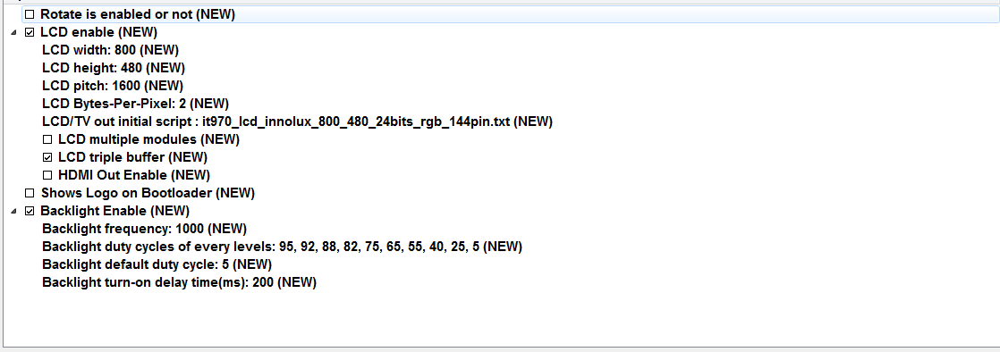 Rotate is enabled or not (NEW)
LCD enable (NEW)
LCD width: 800 (NEW)
LCD height: 480 (NEW)
LCD pitch: 1600 (NEW)
LCD Bytes-Per-Pixel: 2 (NEW)
LCD/TV out initial script : it970_lcd_innolux_800_480_24bits_rgb_144pin.txt (NEW)
LCD multiple modules (NEW)
LCD triple buffer (NEW)
HDMI Out Enable (NEW)
Shows Logo on Bootloader (NEW)
Backlight Enable (NEW)
Backlight frequency: 1000 (NEW)
Backlight duty cycles of every levels: 95, 92, 88, 82, 75, 65, 55, 40, 25, 5 (NEW)
Backlight default duty cycle: 5 (NEW)
Backlight turn-on delay time(ms): 200 (NEW)